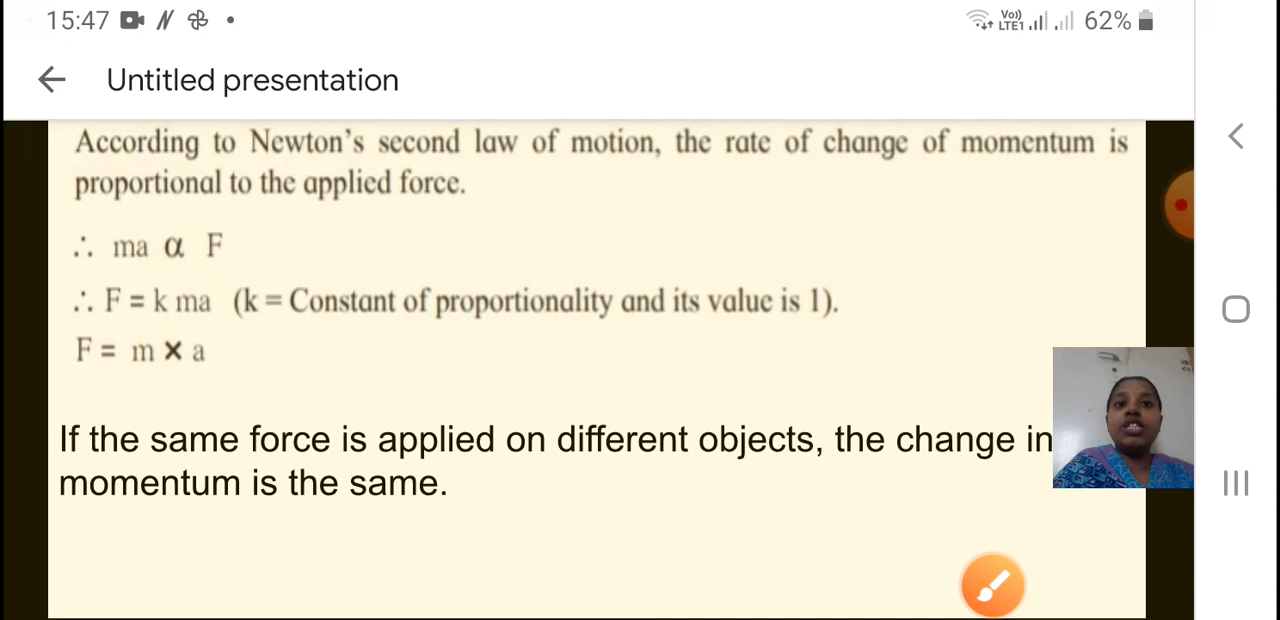 15:47
Vo))
LTE1
62%
Untitled presentation
According to Newton's second law of motion, the rate of change of momentum is
proportional to the applied force.
∴ ma α F
∴ F = k ma (k = Constant of proportionality and its value is 1).
F = m × a
If the same force is applied on different objects, the change in
momentum is the same.